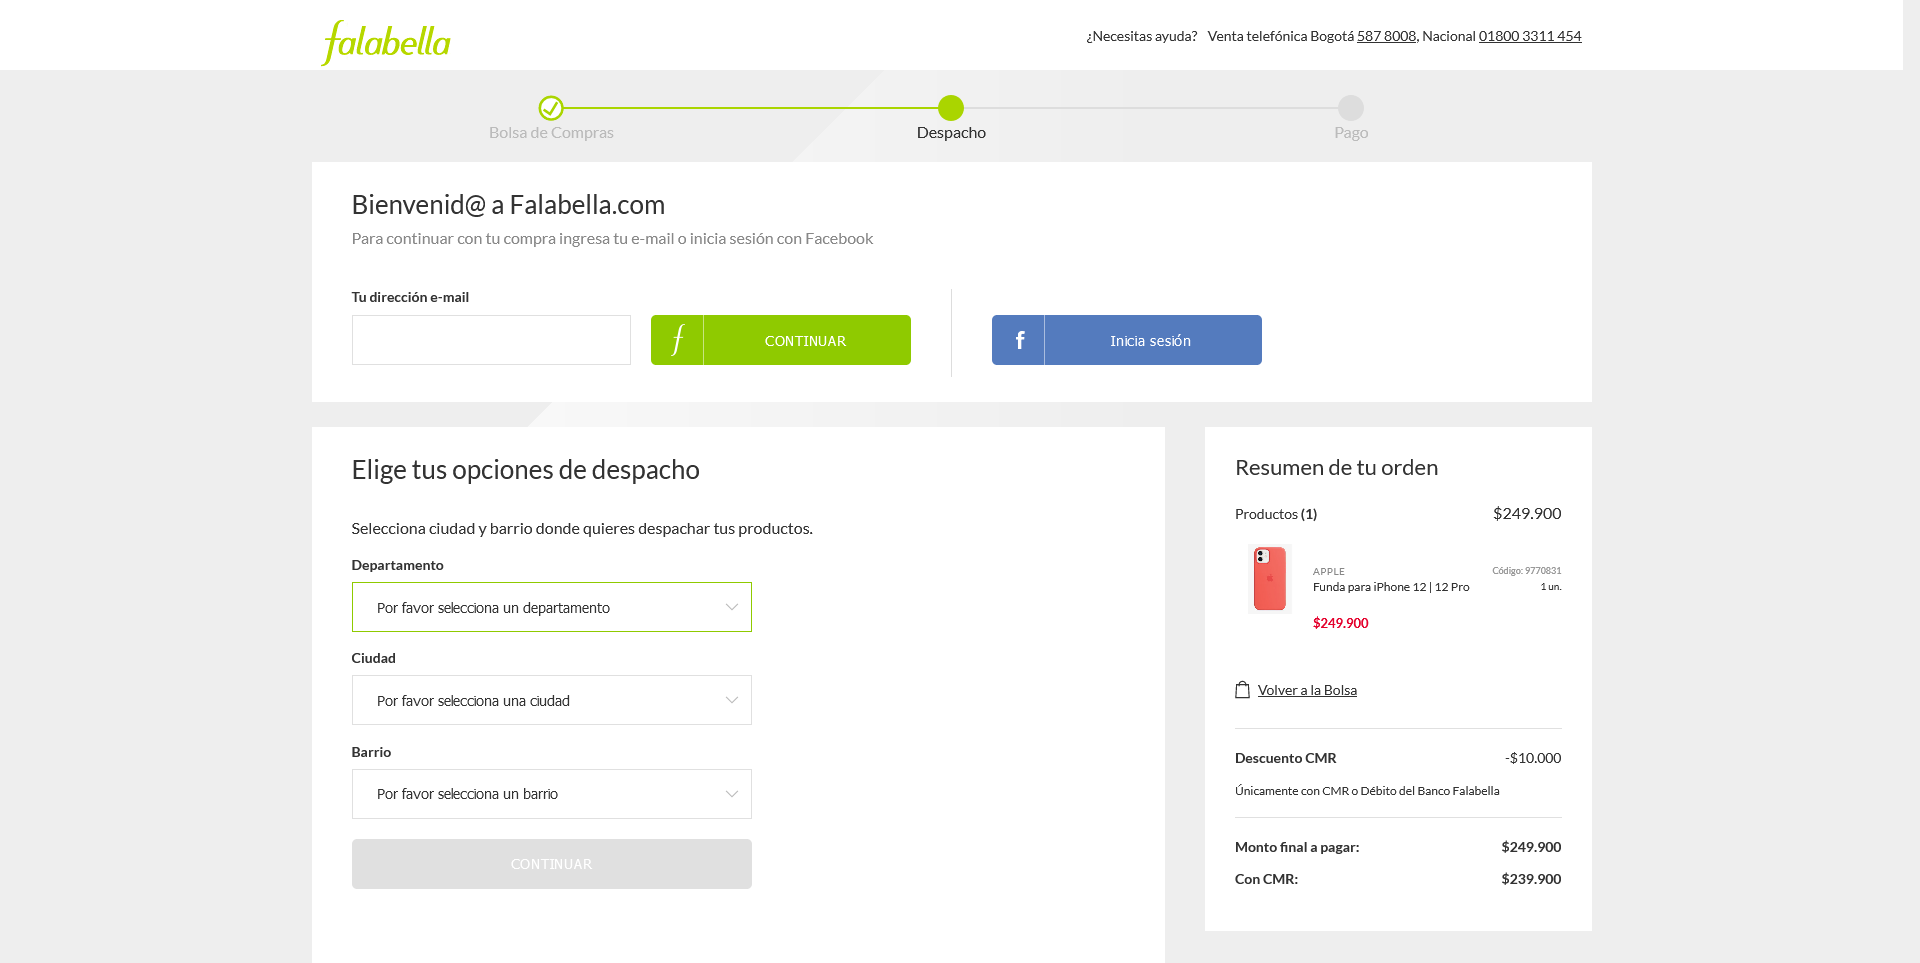 falabella
¿Necesitas ayuda? Venta telefónica Bogotá 587 8008, Nacional 01800 3311 454
Bolsa de Compras
Despacho
Pago
Bienvenid@ a Falabella.com
Para continuar con tu compra ingresa tu e-mail o inicia sesión con Facebook
Tu dirección e-mail
f CONTINUAR
f Inicia sesión
Elige tus opciones de despacho
Selecciona ciudad y barrio donde quieres despachar tus productos.
Departamento
Por favor selecciona un departamento
Ciudad
Por favor selecciona una ciudad
Barrio
Por favor selecciona un barrio
CONTINUAR
Resumen de tu orden
Productos (1) $249.900
APPLE Código: 9770831
Funda para iPhone 12 | 12 Pro 1 un.
$249.900
Volver a la Bolsa
Descuento CMR -$10.000
Únicamente con CMR o Débito del Banco Falabella
Monto final a pagar: $249.900
Con CMR: $239.900